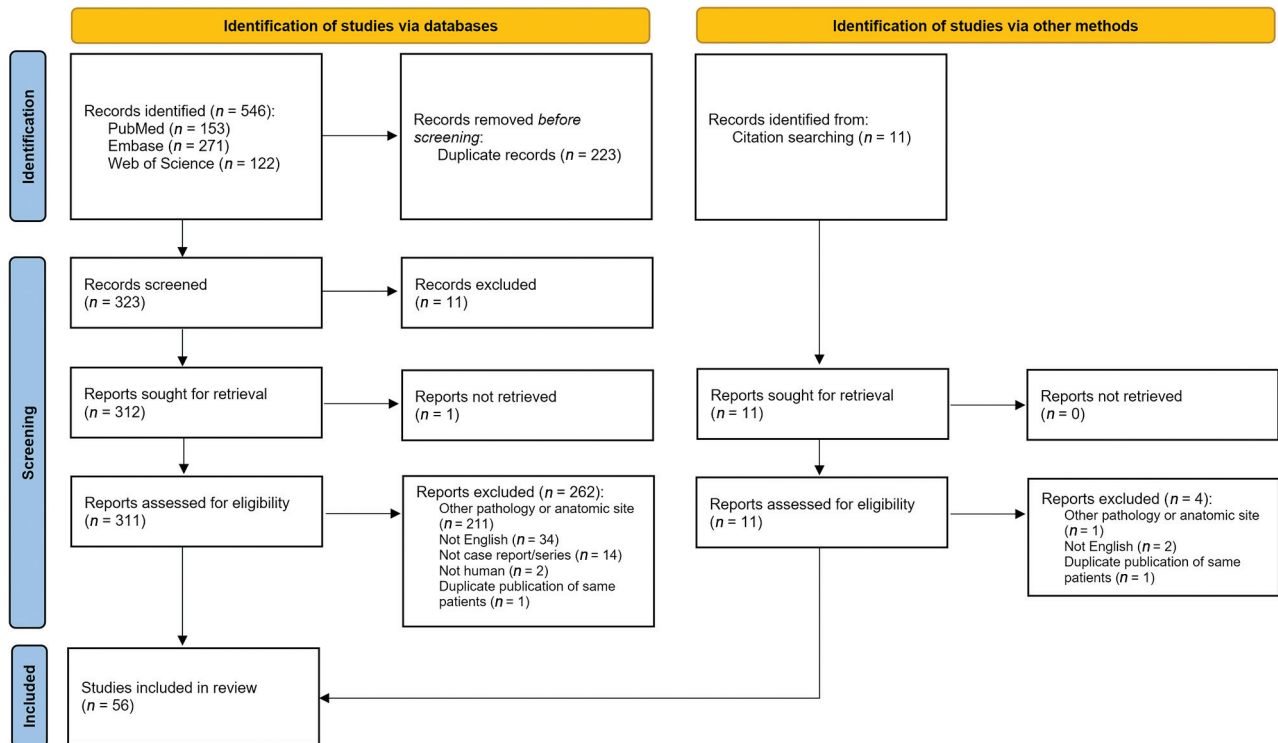 Identification of studies via databases
Identification of studies via other methods
Identification
Records identified (n = 546):
PubMed (n = 153)
Embase (n = 271)
Web of Science (n = 122)
Records removed before
screening:
Duplicate records (n = 223)
Records identified from:
Citation searching (n = 11)
Screening
Records screened
(n = 323)
Records excluded
(n = 11)
Reports sought for retrieval
(n = 312)
Reports not retrieved
(n = 1)
Reports sought for retrieval
(n = 11)
Reports not retrieved
(n = 0)
Reports assessed for eligibility
(n = 311)
Reports excluded (n = 262):
Other pathology or anatomic site
(n = 211)
Not English (n = 34)
Not case report/series (n = 14)
Not human (n = 2)
Duplicate publication of same
patients (n = 1)
Reports assessed for eligibility
(n = 11)
Reports excluded (n = 4):
Other pathology or anatomic site
(n = 1)
Not English (n = 2)
Duplicate publication of same
patients (n = 1)
Included
Studies included in review
(n = 56)